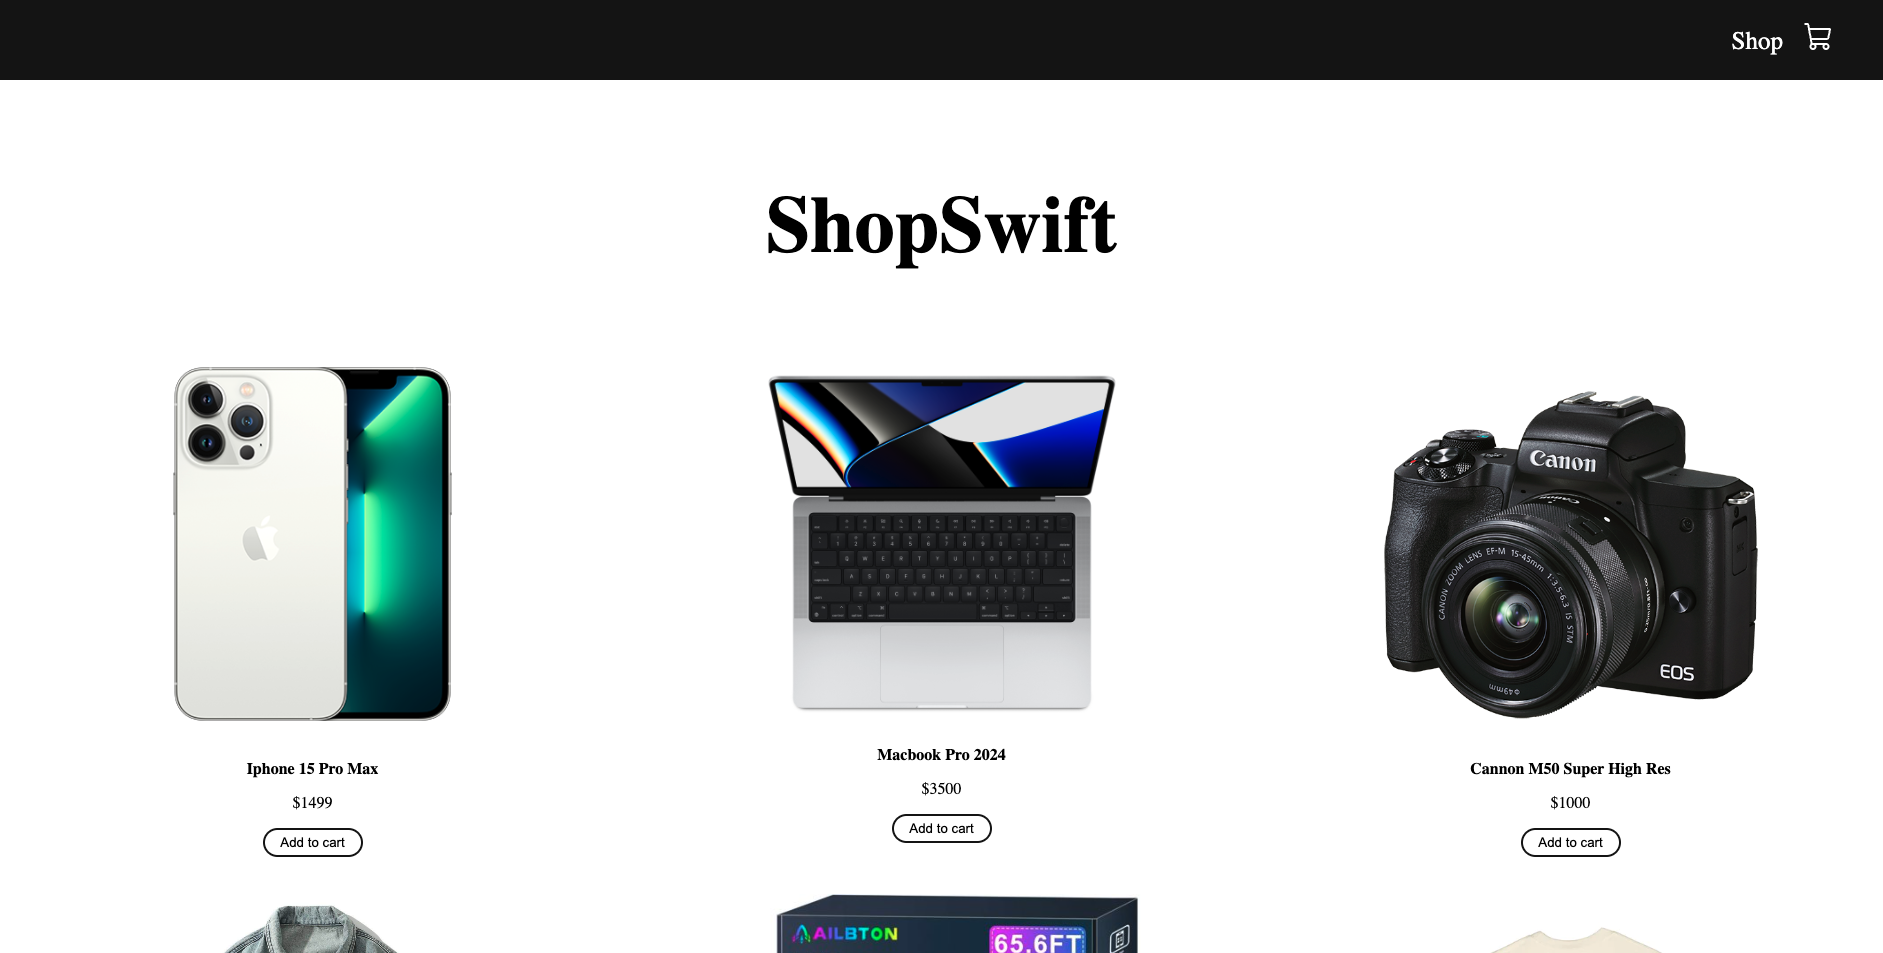 Shop
ShopSwift
Canon
Canon
CANON ZOOM LENS EF-M 15-45mm 1:3.5-6.3 IS STM
EOS
49mm
Iphone 15 Pro Max
$1499
Add to cart
Macbook Pro 2024
$3500
Add to cart
Cannon M50 Super High Res
$1000
Add to cart
AILBTON
65.6FT